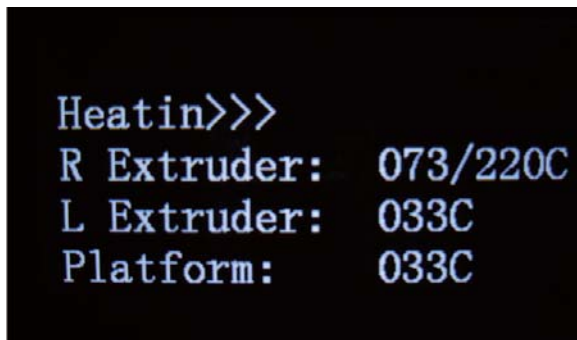 Heatin>>>
R Extruder: 073/220C
L Extruder: 033C
Platform: 033C